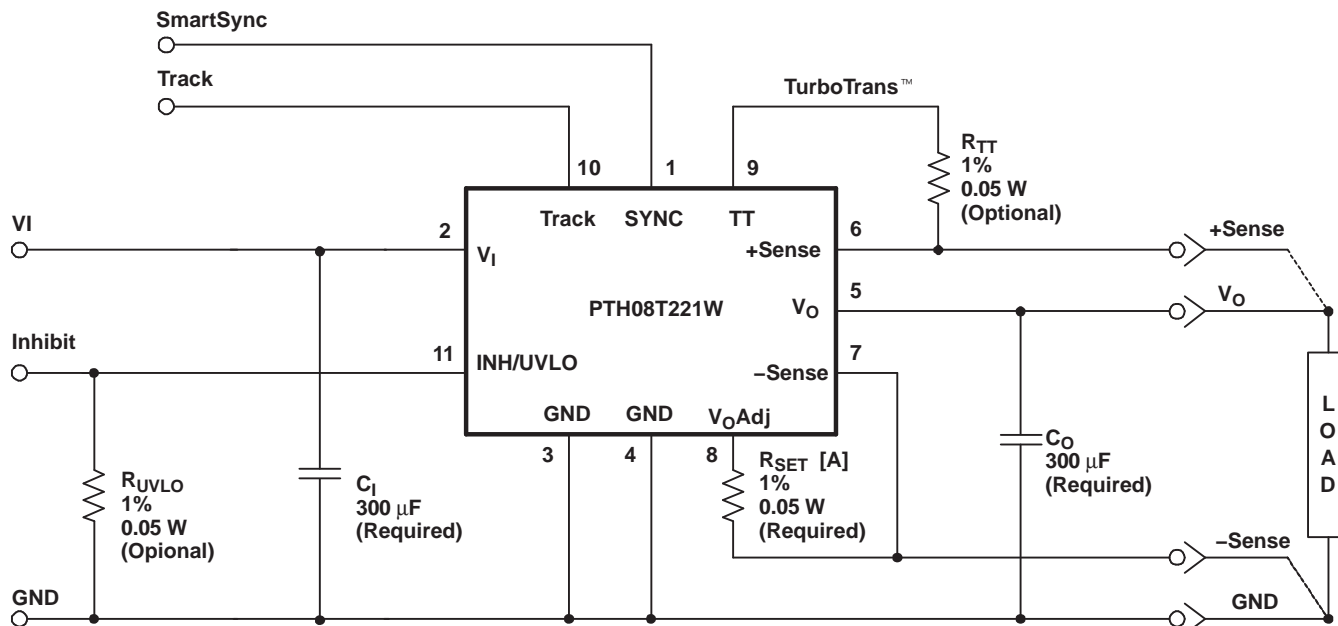 SmartSync
Track
TurboTrans™
RTT
1%
0.05 W
(Optional)
10
1
9
VI
2
Track
SYNC
TT
6
+Sense
+Sense
VI
5
VO
PTH08T221W
VO
Inhibit
11
INH/UVLO
7
−Sense
GND
GND
VOAdj
L
O
A
D
3
4
8
RSET [A]
1%
0.05 W
(Required)
CO
300 μF
(Required)
RUVLO
1%
0.05 W
(Opional)
CI
300 μF
(Required)
−Sense
GND
GND